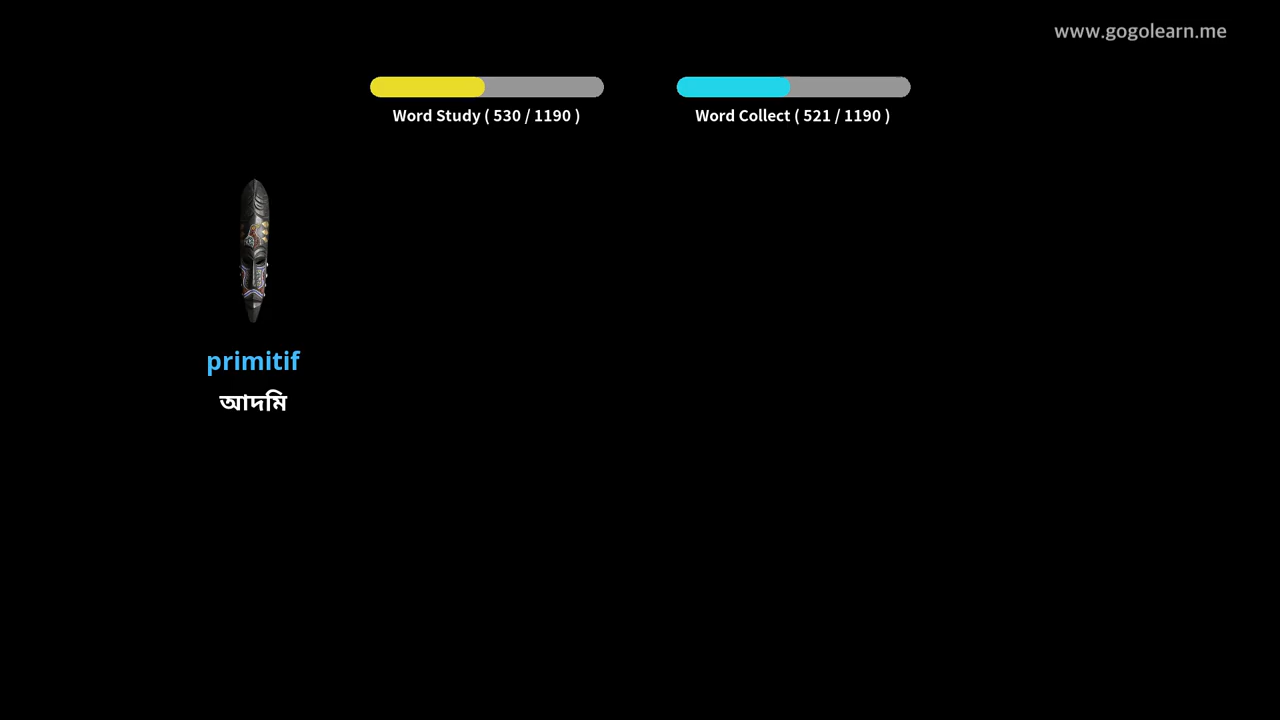 www.gogolearn.me
Word Study ( 530 / 1190 )
Word Collect ( 521 / 1190 )
primitif
আদমি